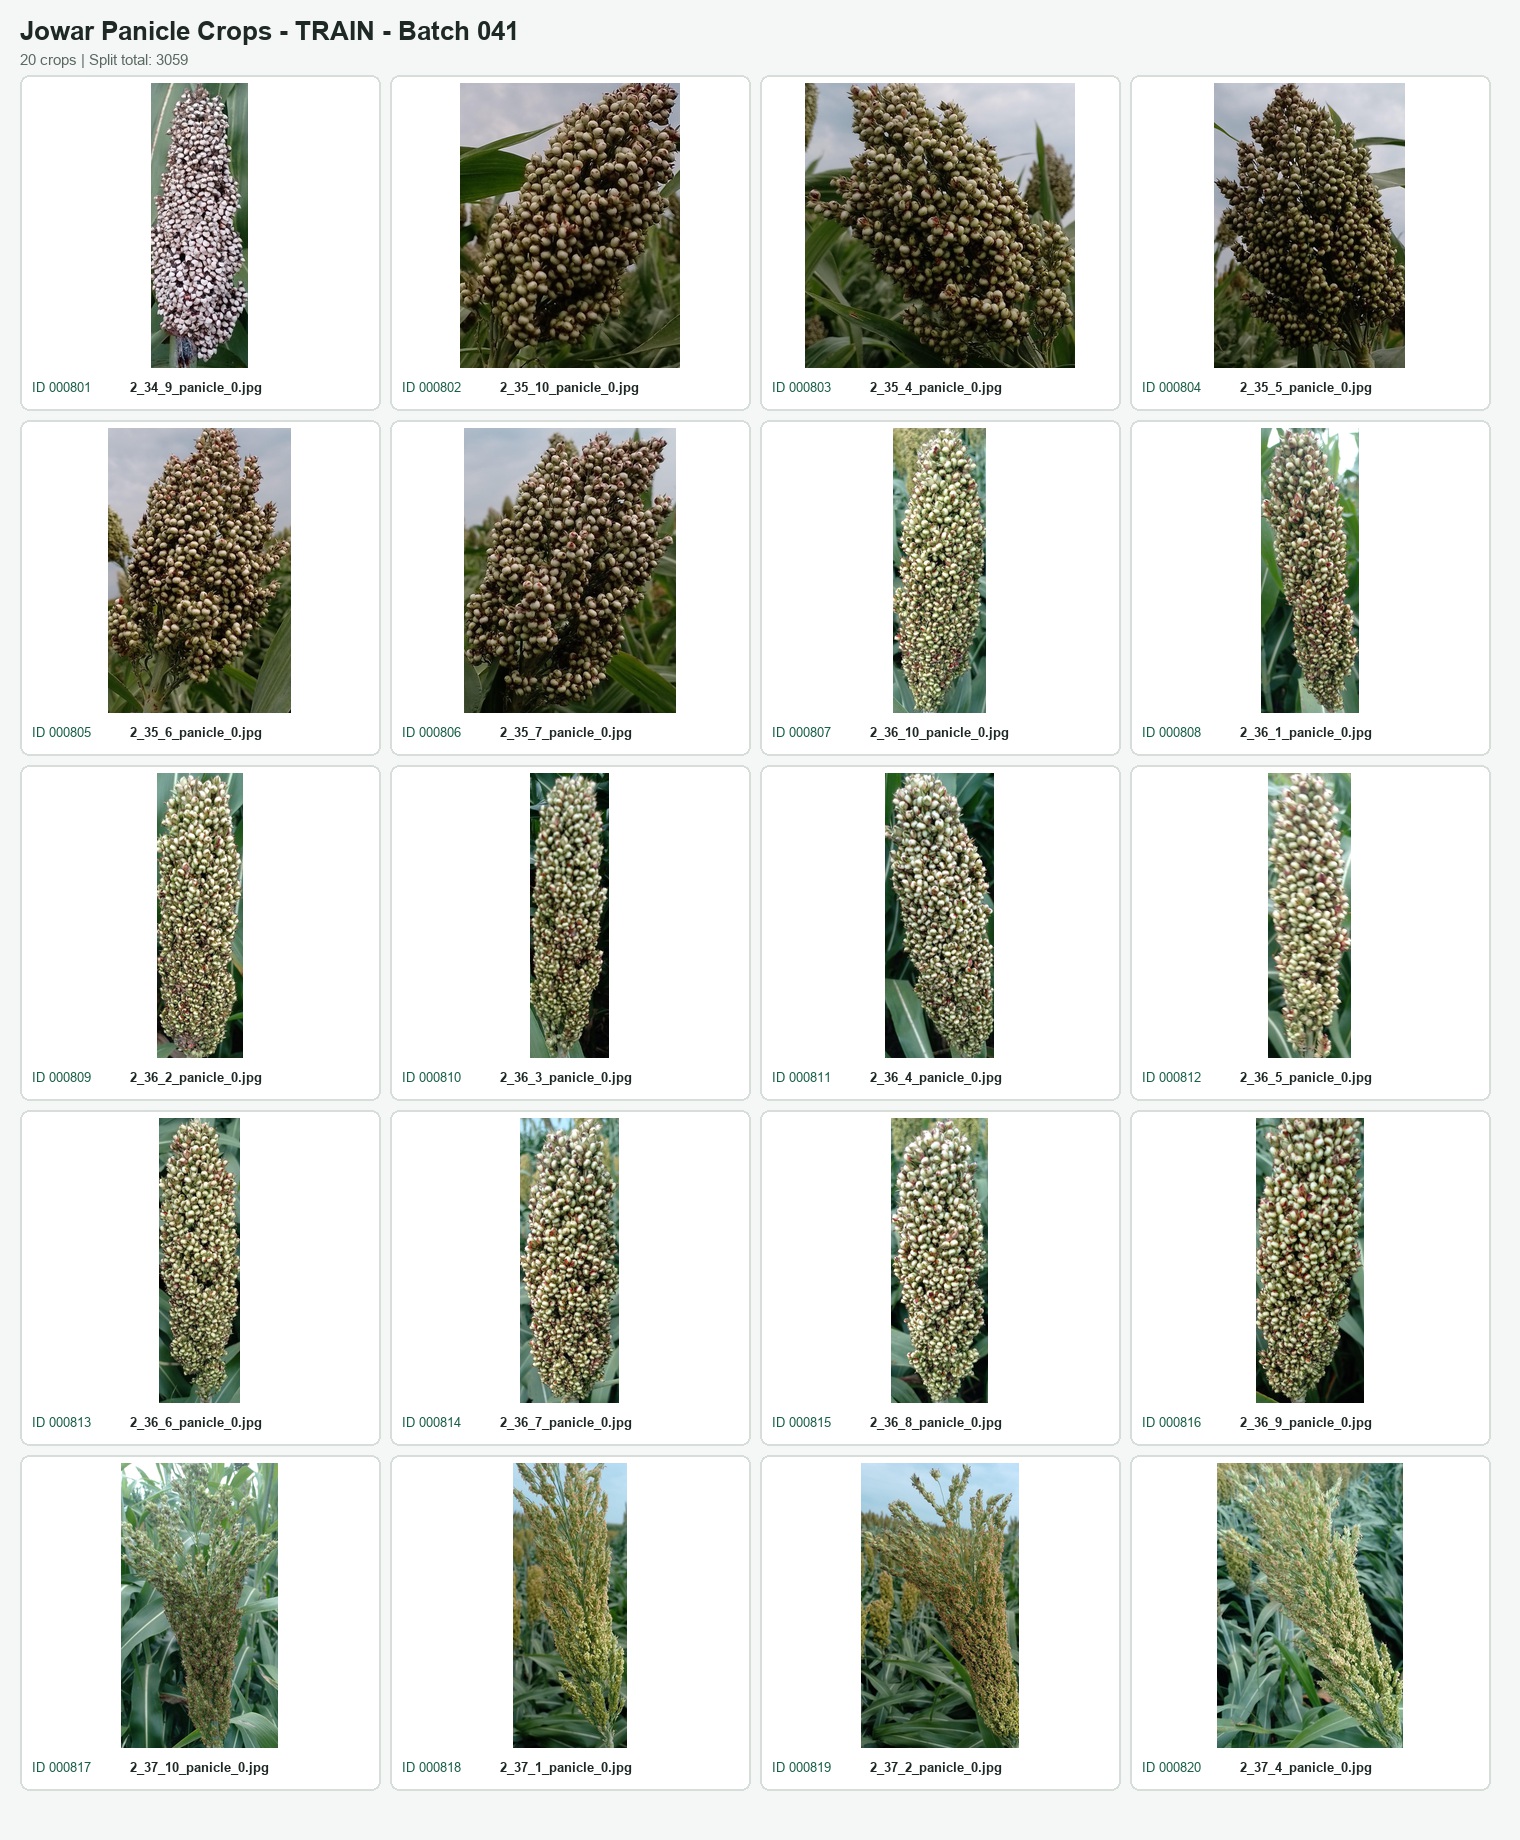 Jowar Panicle Crops - TRAIN - Batch 041
20 crops | Split total: 3059
ID 000801 2_34_9_panicle_0.jpg
ID 000802 2_35_10_panicle_0.jpg
ID 000803 2_35_4_panicle_0.jpg
ID 000804 2_35_5_panicle_0.jpg
ID 000805 2_35_6_panicle_0.jpg
ID 000806 2_35_7_panicle_0.jpg
ID 000807 2_36_10_panicle_0.jpg
ID 000808 2_36_1_panicle_0.jpg
ID 000809 2_36_2_panicle_0.jpg
ID 000810 2_36_3_panicle_0.jpg
ID 000811 2_36_4_panicle_0.jpg
ID 000812 2_36_5_panicle_0.jpg
ID 000813 2_36_6_panicle_0.jpg
ID 000814 2_36_7_panicle_0.jpg
ID 000815 2_36_8_panicle_0.jpg
ID 000816 2_36_9_panicle_0.jpg
ID 000817 2_37_10_panicle_0.jpg
ID 000818 2_37_1_panicle_0.jpg
ID 000819 2_37_2_panicle_0.jpg
ID 000820 2_37_4_panicle_0.jpg